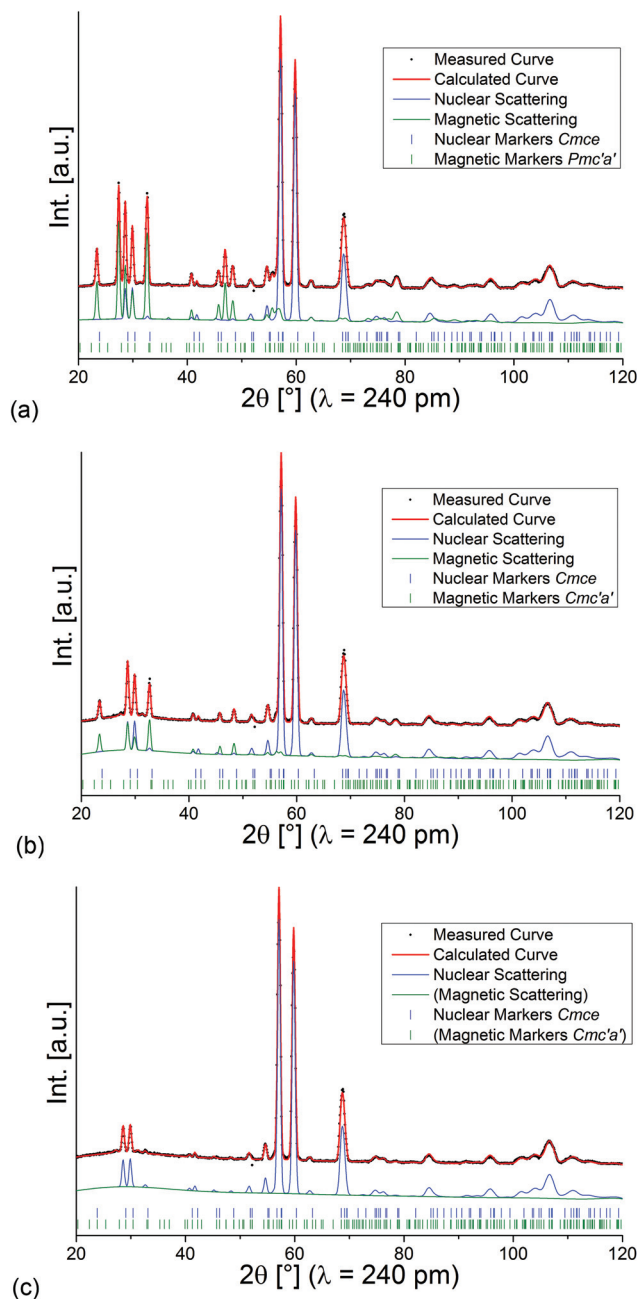 Measured Curve
Calculated Curve
Nuclear Scattering
Magnetic Scattering
Nuclear Markers Cmce
Magnetic Markers Pmc'a'
Int. [a.u.]
20 40 60 80 100 120
2θ [°] (λ = 240 pm)
(a)
Measured Curve
Calculated Curve
Nuclear Scattering
Magnetic Scattering
Nuclear Markers Cmce
Magnetic Markers Cmc'a'
Int. [a.u.]
20 40 60 80 100 120
2θ [°] (λ = 240 pm)
(b)
Measured Curve
Calculated Curve
Nuclear Scattering
(Magnetic Scattering)
Nuclear Markers Cmce
(Magnetic Markers Cmc'a')
Int. [a.u.]
20 40 60 80 100 120
2θ [°] (λ = 240 pm)
(c)